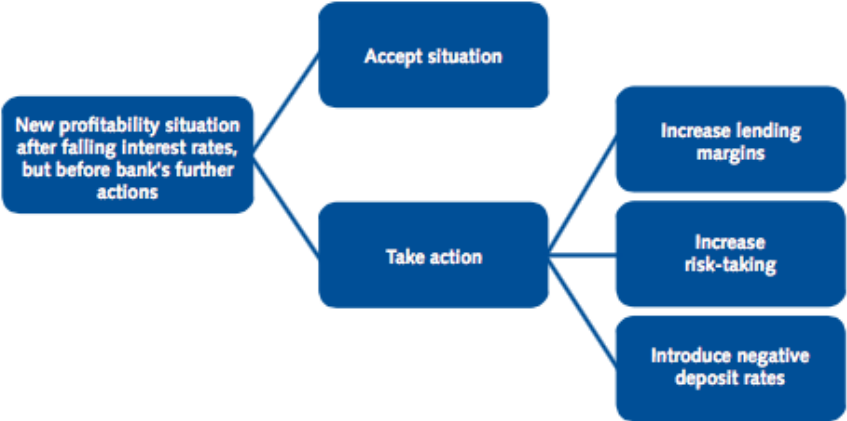 Accept situation
New profitability situation
after falling interest rates,
but before bank's further
actions
Take action
Increase lending
margins
Increase
risk-taking
Introduce negative
deposit rates